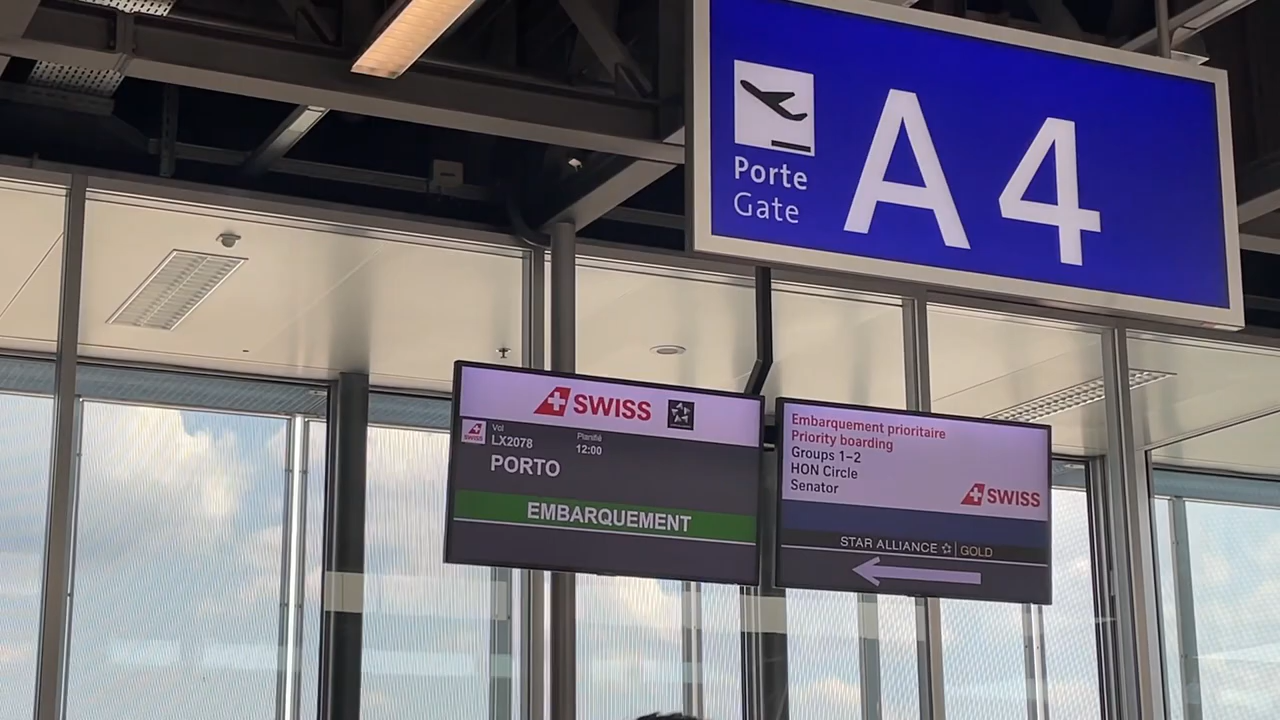 Porte
Gate
A 4
SWISS
Vol
LX2078
Planifié
12:00
PORTO
EMBARQUEMENT
Embarquement prioritaire
Priority boarding
Groups 1-2
HON Circle
Senator
SWISS
STAR ALLIANCE | GOLD